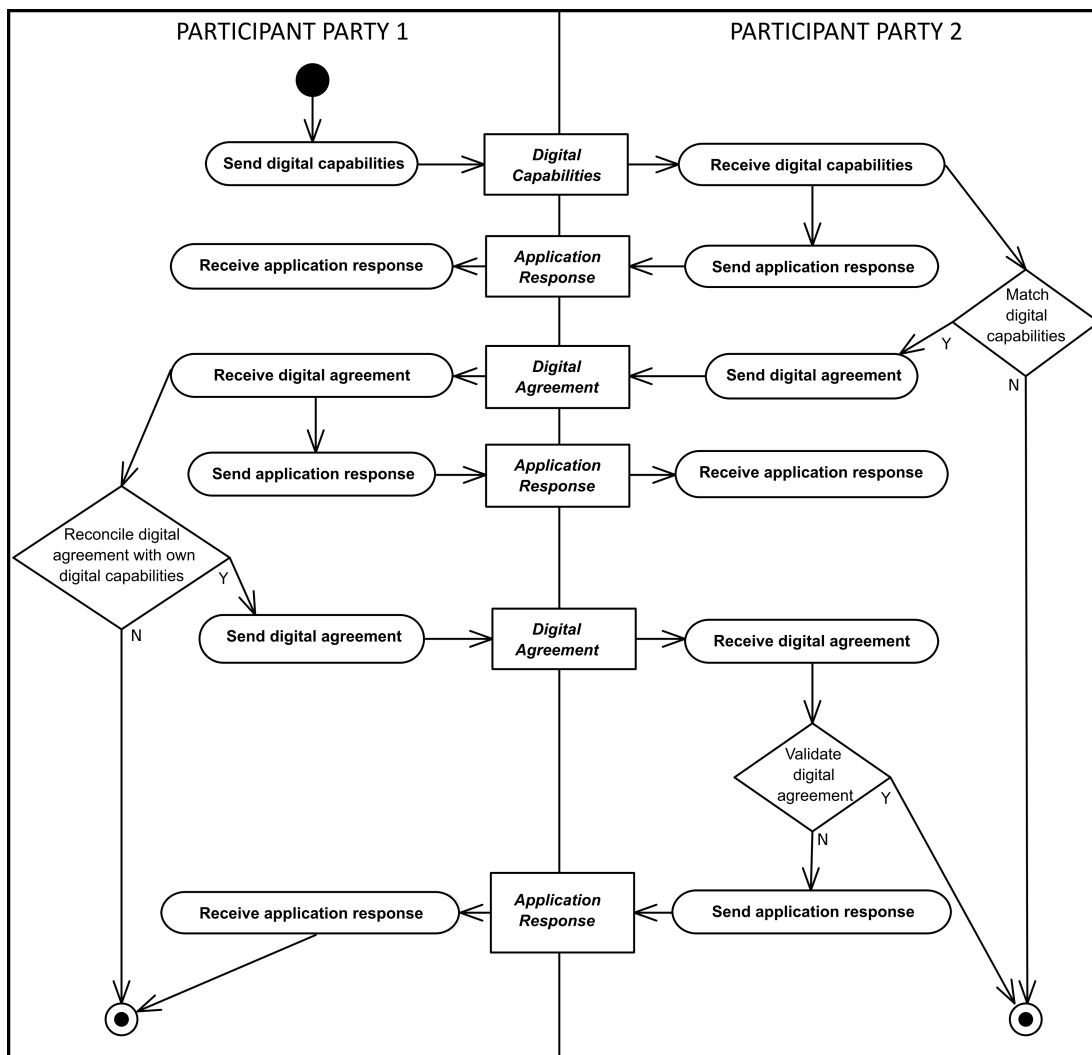 PARTICIPANT PARTY 1
PARTICIPANT PARTY 2
Send digital capabilities
Digital
Capabilities
Receive digital capabilities
Receive application response
Application
Response
Send application response
Match
digital
capabilities
Y
N
Receive digital agreement
Digital
Agreement
Send digital agreement
Send application response
Application
Response
Receive application response
Reconcile digital
agreement with own
digital capabilities
Y
N
Send digital agreement
Digital
Agreement
Receive digital agreement
Validate
digital
agreement
Y
N
Receive application response
Application
Response
Send application response